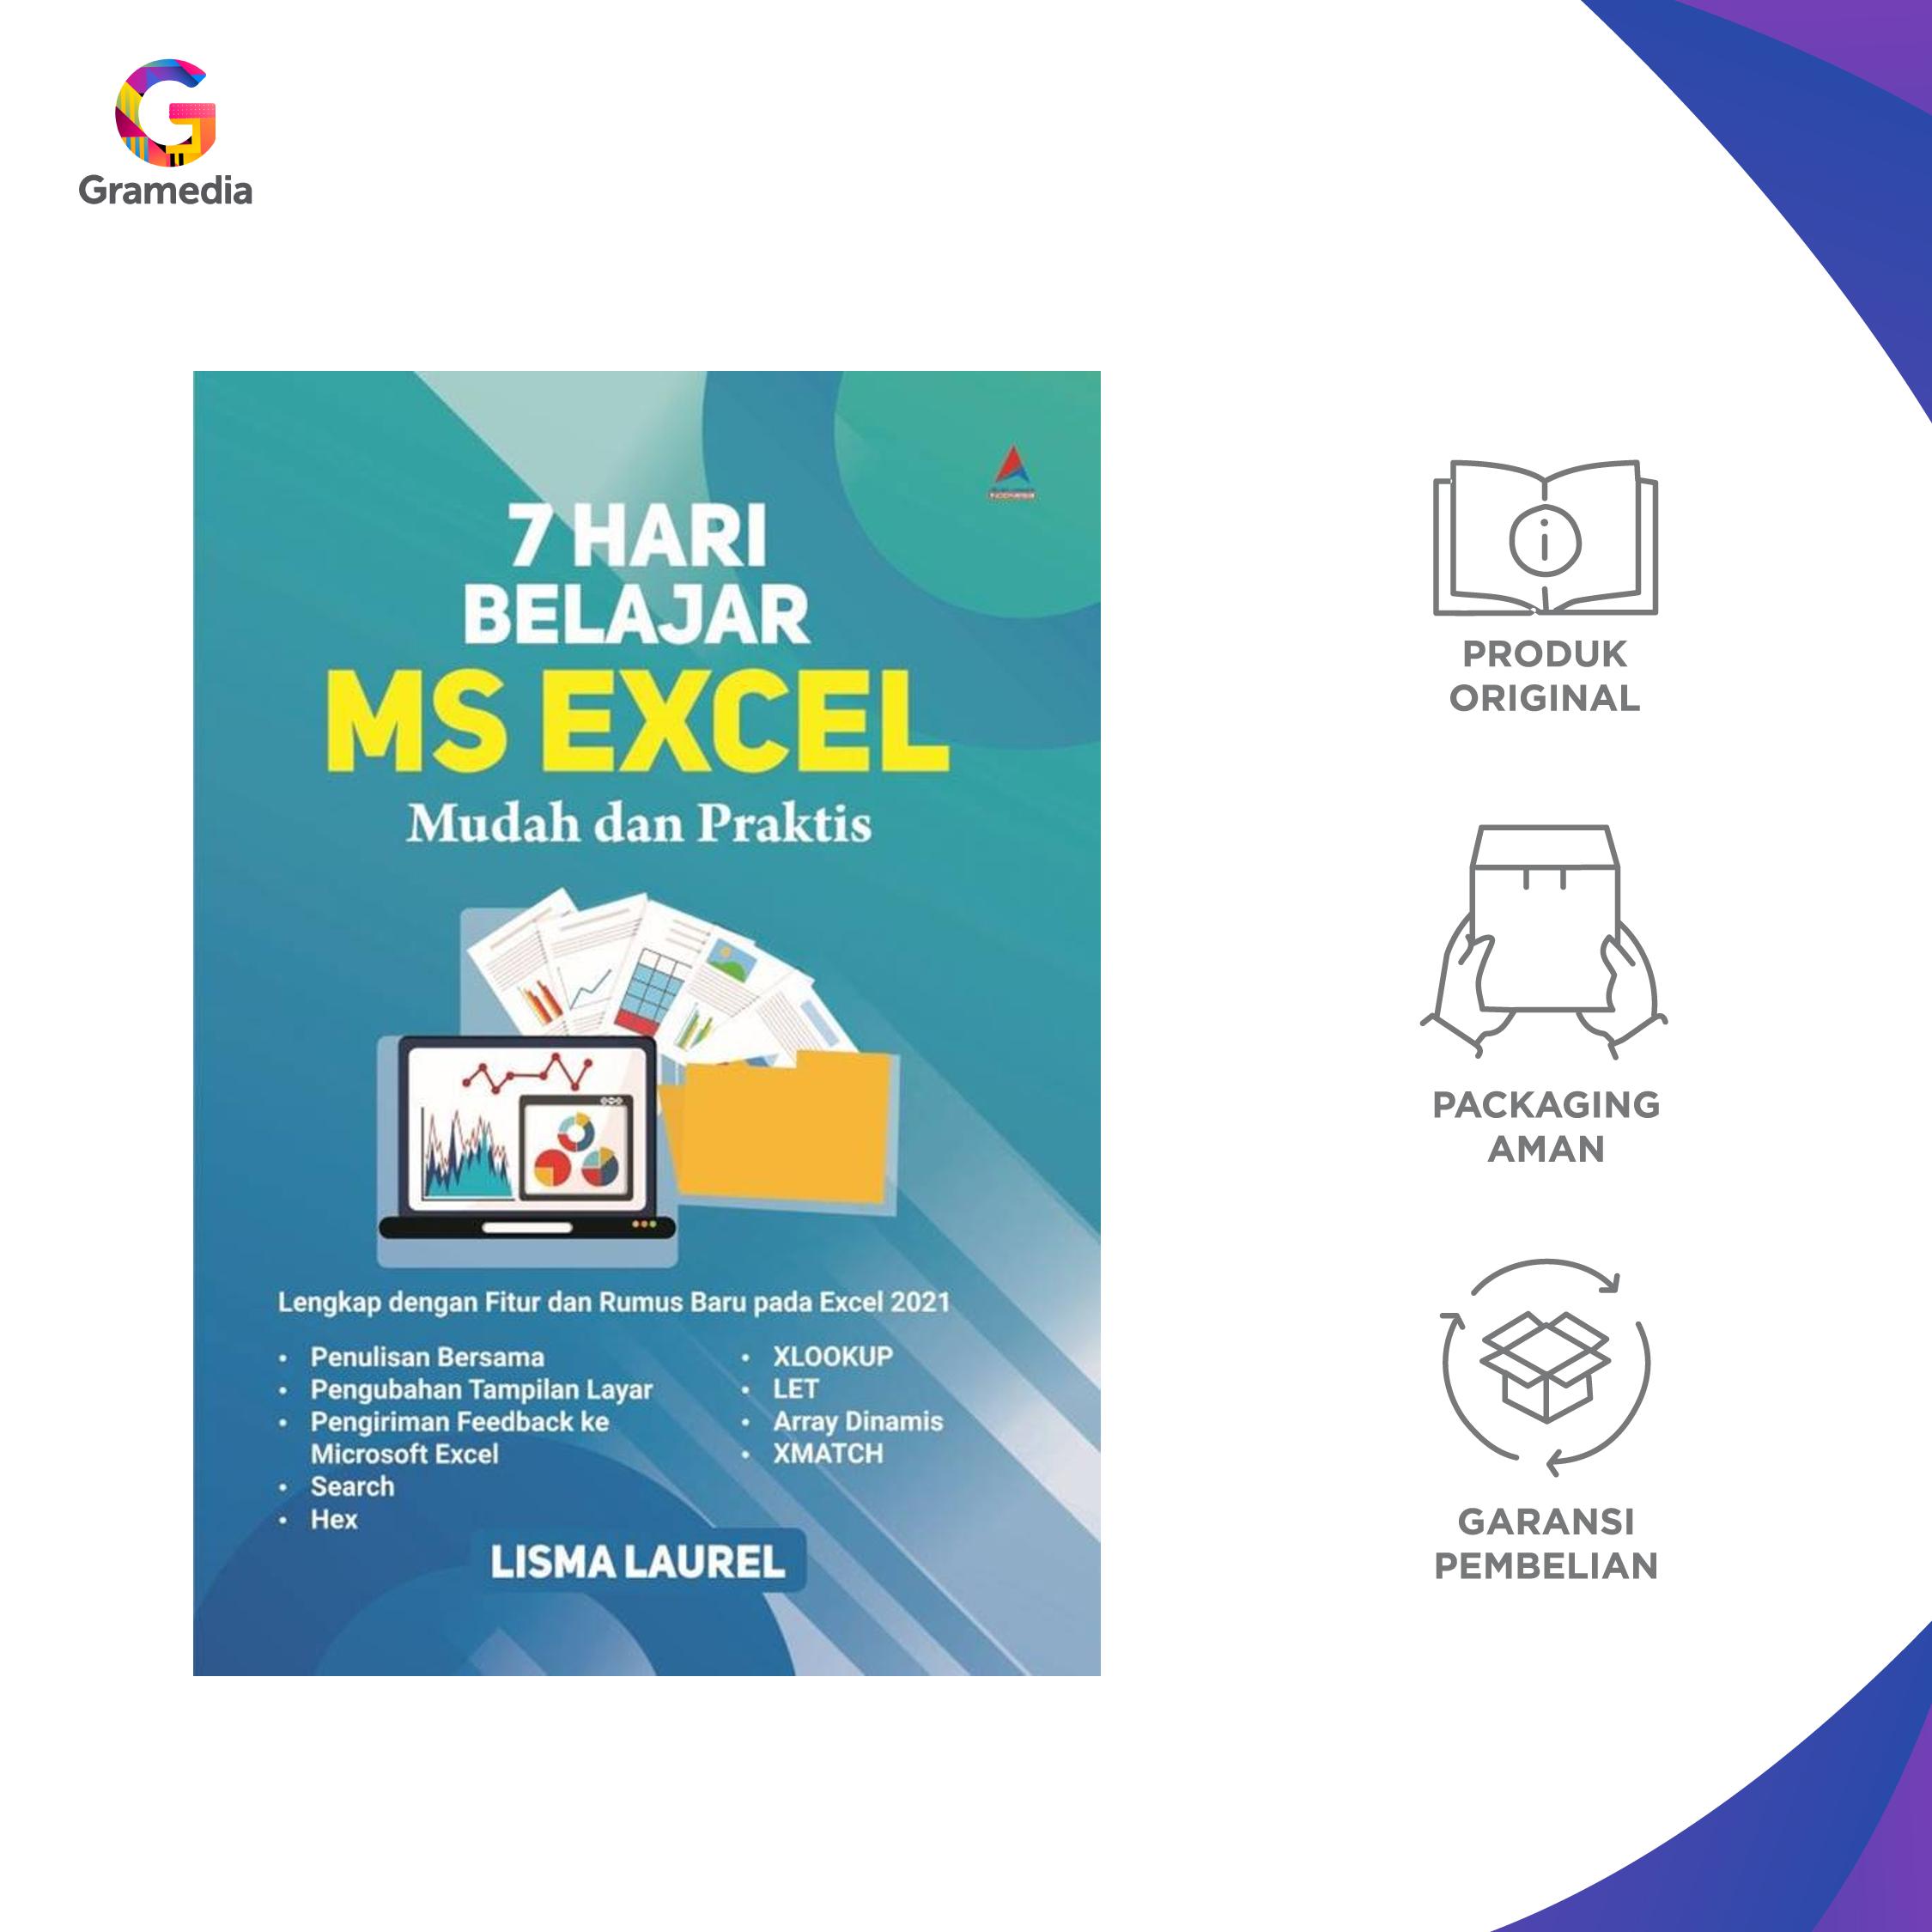 Gramedia
7 HARI
BELAJAR
MS EXCEL
Mudah dan Praktis
Lengkap dengan Fitur dan Rumus Baru pada Excel 2021
• Penulisan Bersama
• Pengubahan Tampilan Layar
• Pengiriman Feedback ke
Microsoft Excel
• Search
• Hex
• XLOOKUP
• LET
• Array Dinamis
• XMATCH
LISMA LAUREL
INDONESIA
PRODUK
ORIGINAL
PACKAGING
AMAN
GARANSI
PEMBELIAN